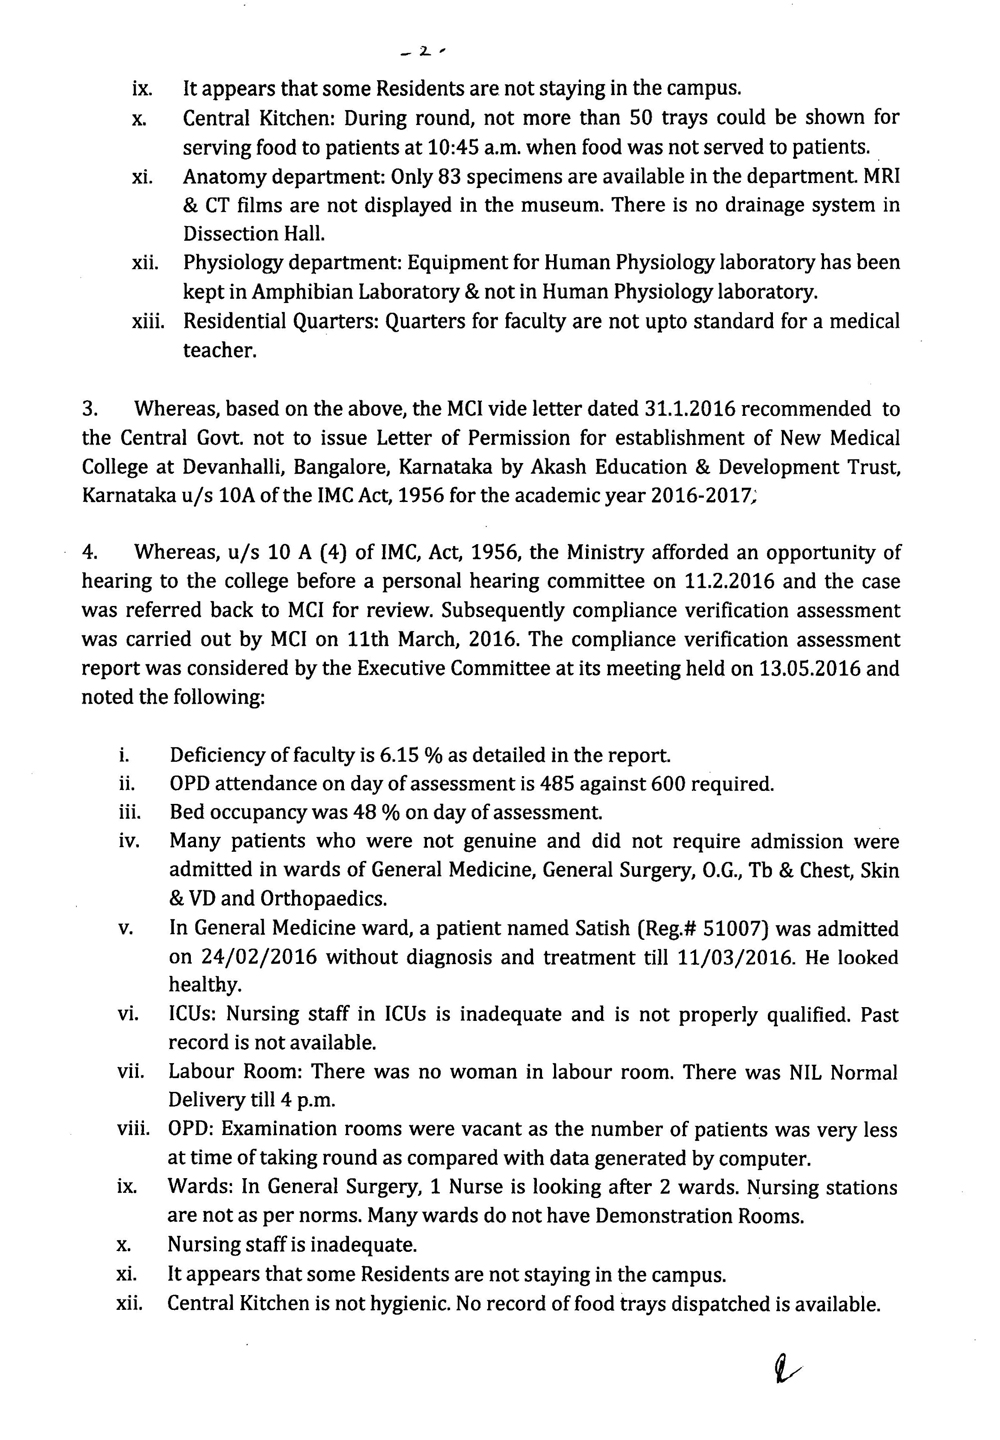 - 2 -
ix. It appears that some Residents are not staying in the campus.
x. Central Kitchen: During round, not more than 50 trays could be shown for
serving food to patients at 10:45 a.m. when food was not served to patients.
xi. Anatomy department: Only 83 specimens are available in the department. MRI
& CT films are not displayed in the museum. There is no drainage system in
Dissection Hall.
xii. Physiology department: Equipment for Human Physiology laboratory has been
kept in Amphibian Laboratory & not in Human Physiology laboratory.
xiii. Residential Quarters: Quarters for faculty are not upto standard for a medical
teacher.
3. Whereas, based on the above, the MCI vide letter dated 31.1.2016 recommended to
the Central Govt. not to issue Letter of Permission for establishment of New Medical
College at Devanhalli, Bangalore, Karnataka by Akash Education & Development Trust,
Karnataka u/s 10A of the IMC Act, 1956 for the academic year 2016-2017;
4. Whereas, u/s 10 A (4) of IMC, Act, 1956, the Ministry afforded an opportunity of
hearing to the college before a personal hearing committee on 11.2.2016 and the case
was referred back to MCI for review. Subsequently compliance verification assessment
was carried out by MCI on 11th March, 2016. The compliance verification assessment
report was considered by the Executive Committee at its meeting held on 13.05.2016 and
noted the following:
i. Deficiency of faculty is 6.15 % as detailed in the report.
ii. OPD attendance on day of assessment is 485 against 600 required.
iii. Bed occupancy was 48 % on day of assessment.
iv. Many patients who were not genuine and did not require admission were
admitted in wards of General Medicine, General Surgery, O.G., Tb & Chest, Skin
& VD and Orthopaedics.
v. In General Medicine ward, a patient named Satish (Reg.# 51007) was admitted
on 24/02/2016 without diagnosis and treatment till 11/03/2016. He looked
healthy.
vi. ICUs: Nursing staff in ICUs is inadequate and is not properly qualified. Past
record is not available.
vii. Labour Room: There was no woman in labour room. There was NIL Normal
Delivery till 4 p.m.
viii. OPD: Examination rooms were vacant as the number of patients was very less
at time of taking round as compared with data generated by computer.
ix. Wards: In General Surgery, 1 Nurse is looking after 2 wards. Nursing stations
are not as per norms. Many wards do not have Demonstration Rooms.
x. Nursing staff is inadequate.
xi. It appears that some Residents are not staying in the campus.
xii. Central Kitchen is not hygienic. No record of food trays dispatched is available.